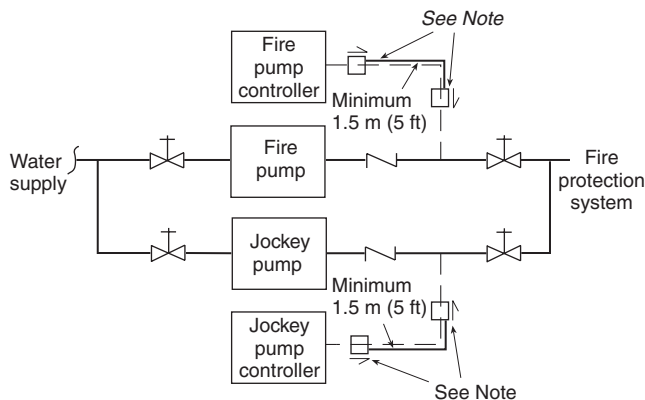 See Note
Fire
pump
controller
Minimum
1.5 m (5 ft)
Water
supply
Fire
pump
Fire
protection
system
Jockey
pump
Minimum
1.5 m (5 ft)
Jockey
pump
controller
See Note